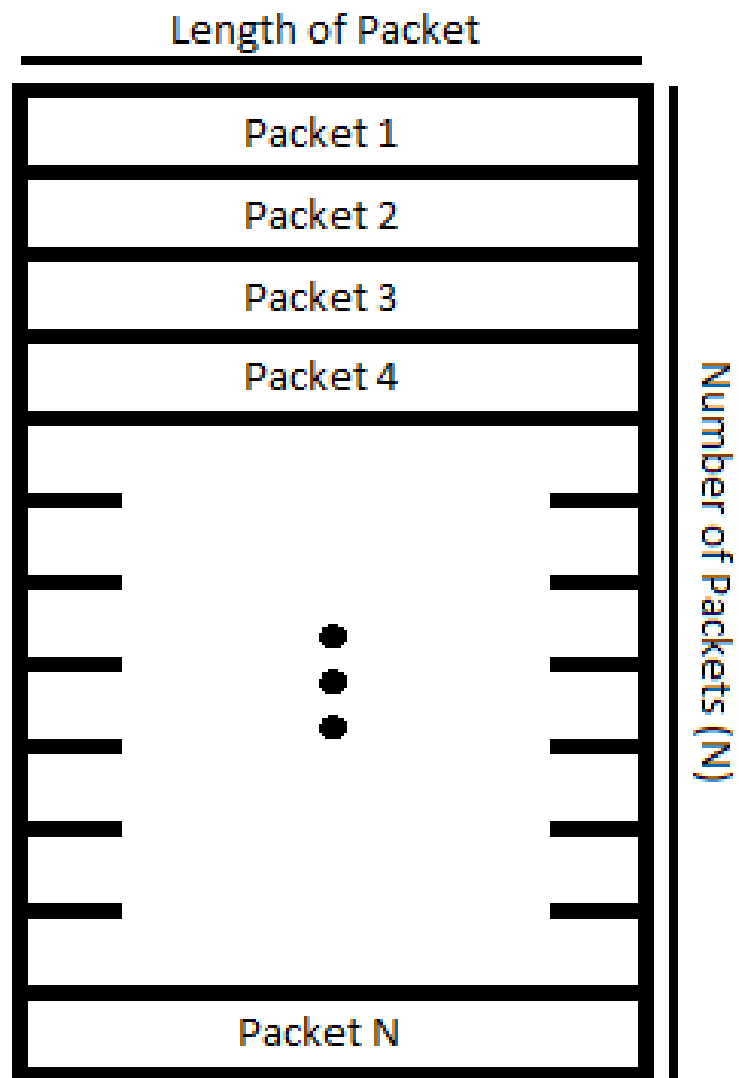 Length of Packet
Packet 1
Packet 2
Packet 3
Packet 4
Number of Packets (N)
Packet N